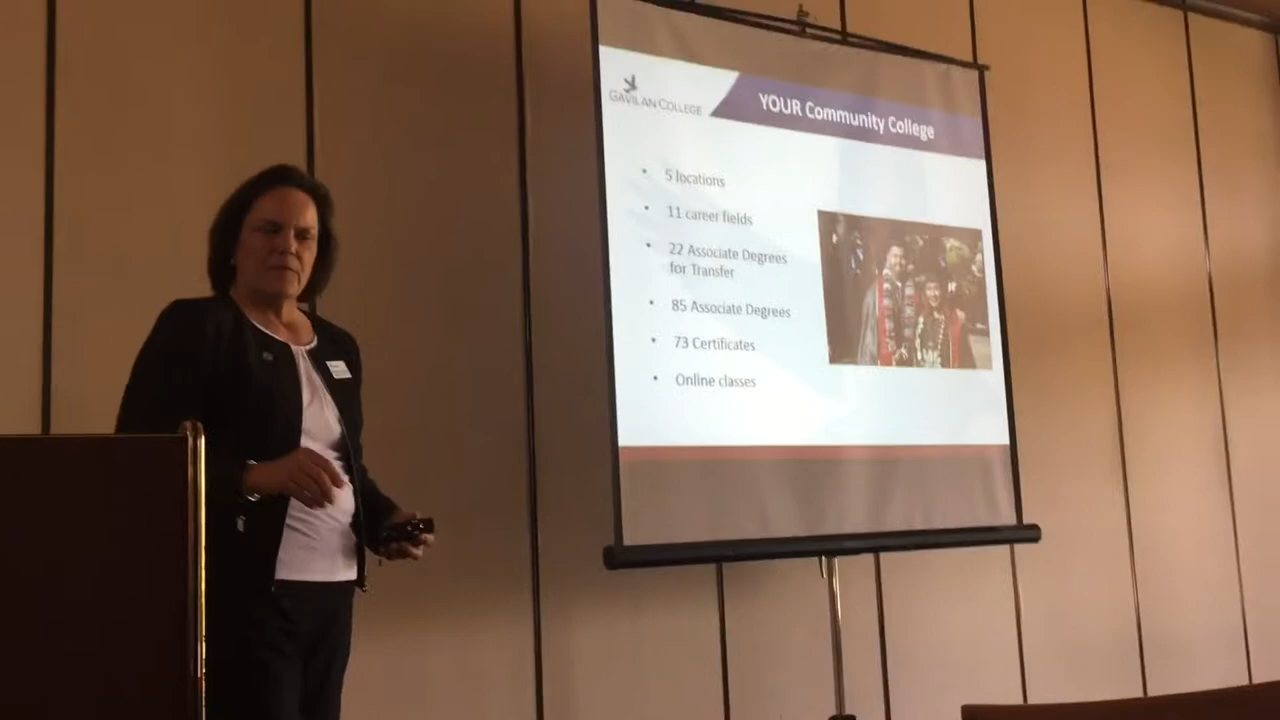 GAVILAN COLLEGE
YOUR Community College
• 5 locations
• 11 career fields
• 22 Associate Degrees
for Transfer
• 85 Associate Degrees
• 73 Certificates
• Online classes